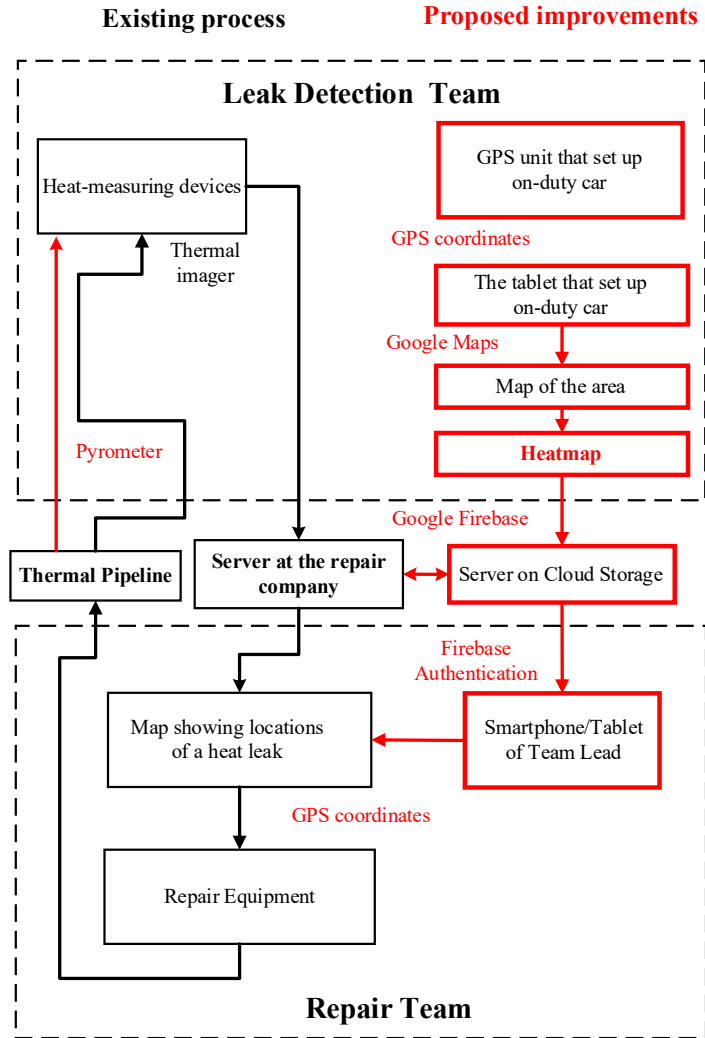 Existing process
Proposed improvements
Leak Detection Team
Heat-measuring devices
GPS unit that set up
on-duty car
Thermal
imager
GPS coordinates
The tablet that set up
on-duty car
Google Maps
Map of the area
Pyrometer
Heatmap
Google Firebase
Thermal Pipeline
Server at the repair
company
Server on Cloud Storage
Firebase
Authentication
Map showing locations
of a heat leak
Smartphone/Tablet
of Team Lead
GPS coordinates
Repair Equipment
Repair Team